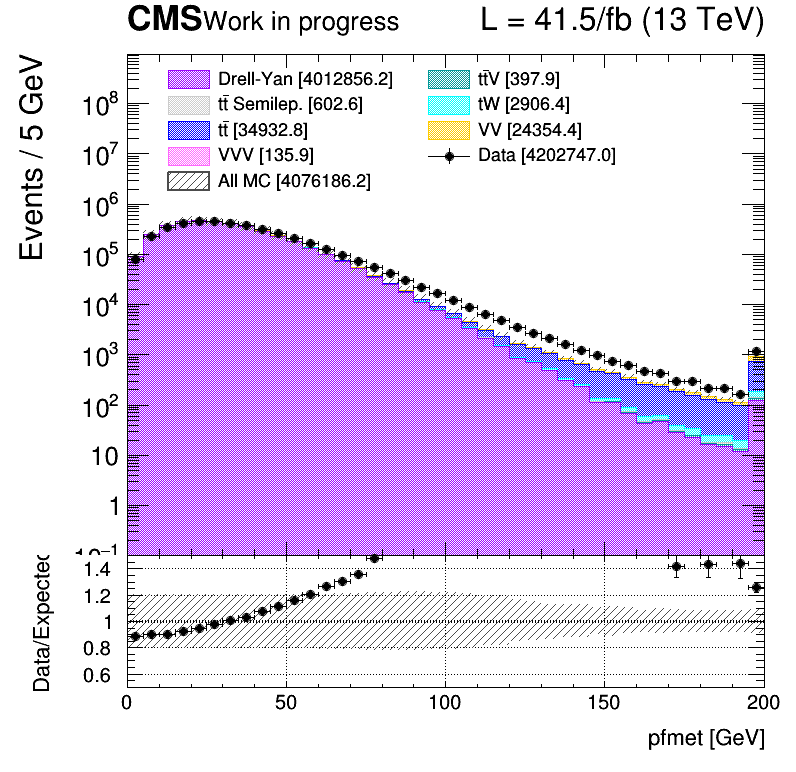 CMS Work in progress L = 41.5/fb (13 TeV)
Events / 5 GeV
Drell-Yan [4012856.2]
tt̄ Semilep. [602.6]
tt̄ [34932.8]
VVV [135.9]
All MC [4076186.2]
tt̄V [397.9]
tW [2906.4]
VV [24354.4]
Data [4202747.0]
10⁸
10⁷
10⁶
10⁵
10⁴
10³
10²
10
1
10⁻¹
Data/Expected
1.4
1.2
1
0.8
0.6
0 50 100 150 200
pfmet [GeV]